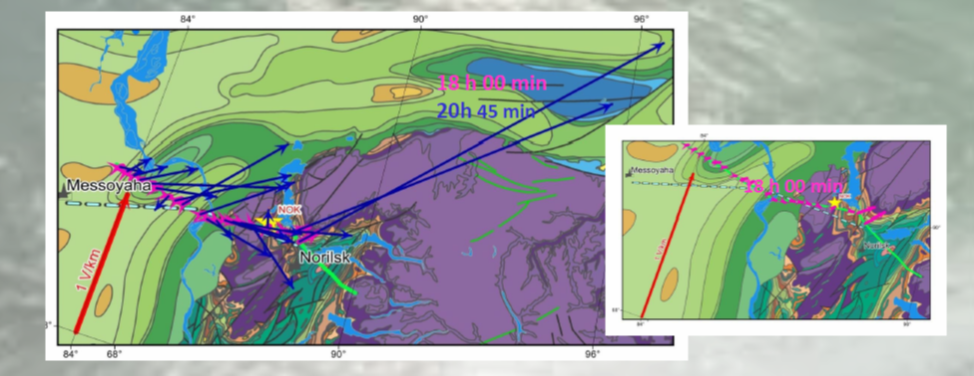 84°
90°
96°
18 h 00 min
20h 45 min
Messoyaha
NOK
1 V/km
Norilsk
84°
68°
90°
96°
Messoyaha
18 h 00 min
Norilsk